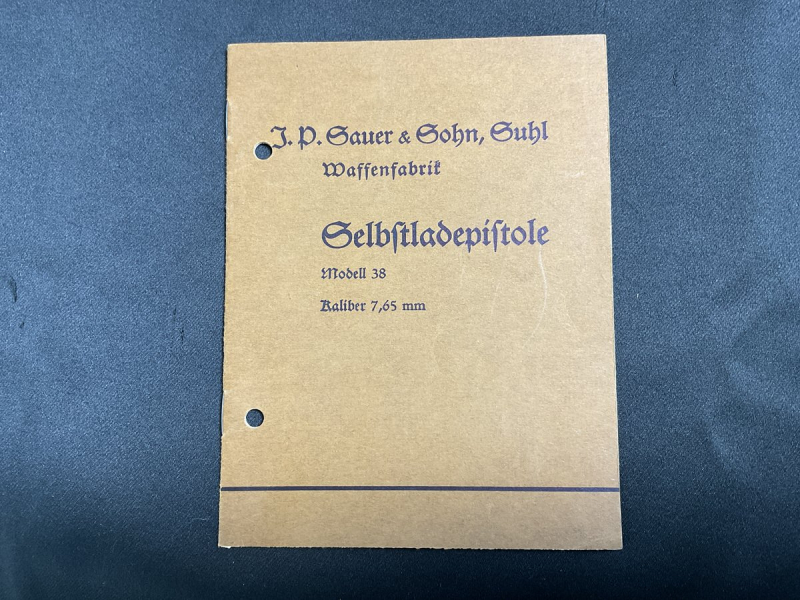 J. P. Sauer & Sohn, Suhl
Waffenfabrik
Selbſtladepiſtole
Modell 38
Kaliber 7,65 mm